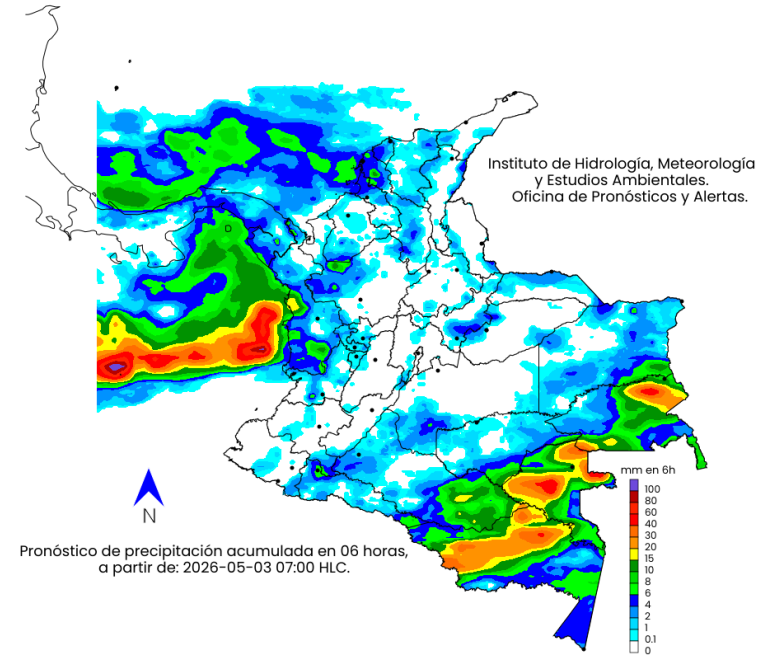 Instituto de Hidrología, Meteorología
y Estudios Ambientales.
Oficina de Pronósticos y Alertas.
mm en 6h
100
80
60
40
30
20
15
10
8
6
4
2
1
0.1
0
N
Pronóstico de precipitación acumulada en 06 horas,
a partir de: 2026-05-03 07:00 HLC.